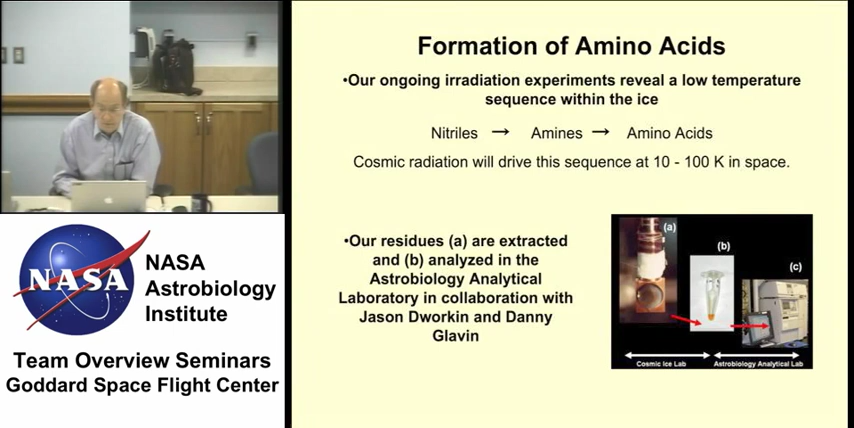 Formation of Amino Acids
•Our ongoing irradiation experiments reveal a low temperature
sequence within the ice
Nitriles → Amines → Amino Acids
Cosmic radiation will drive this sequence at 10 - 100 K in space.
•Our residues (a) are extracted
and (b) analyzed in the
Astrobiology Analytical
Laboratory in collaboration with
Jason Dworkin and Danny
Glavin
(a)
(b)
(c)
Cosmic Ice Lab
Astrobiology Analytical Lab
NASA
NASA
Astrobiology
Institute
Team Overview Seminars
Goddard Space Flight Center